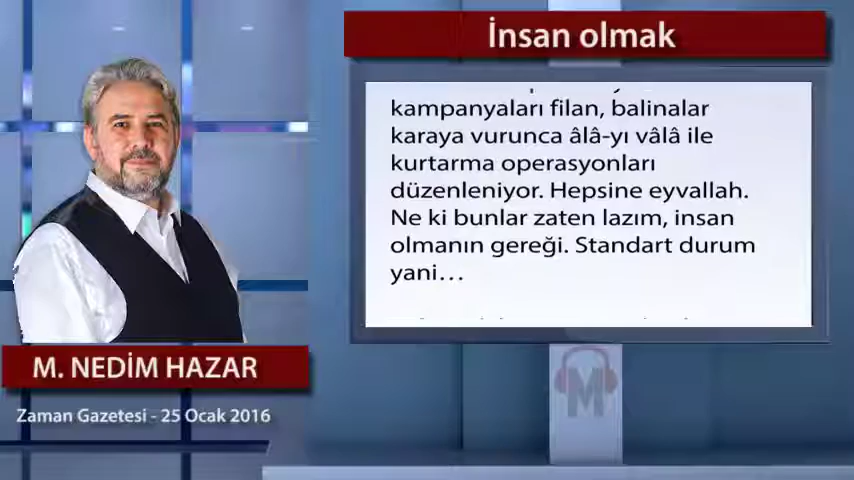 İnsan olmak
kampanyaları filan, balinalar
karaya vurunca âlâ-yı vâlâ ile
kurtarma operasyonları
düzenleniyor. Hepsine eyvallah.
Ne ki bunlar zaten lazım, insan
olmanın gereği. Standart durum
yani…
M. NEDİM HAZAR
Zaman Gazetesi - 25 Ocak 2016
M